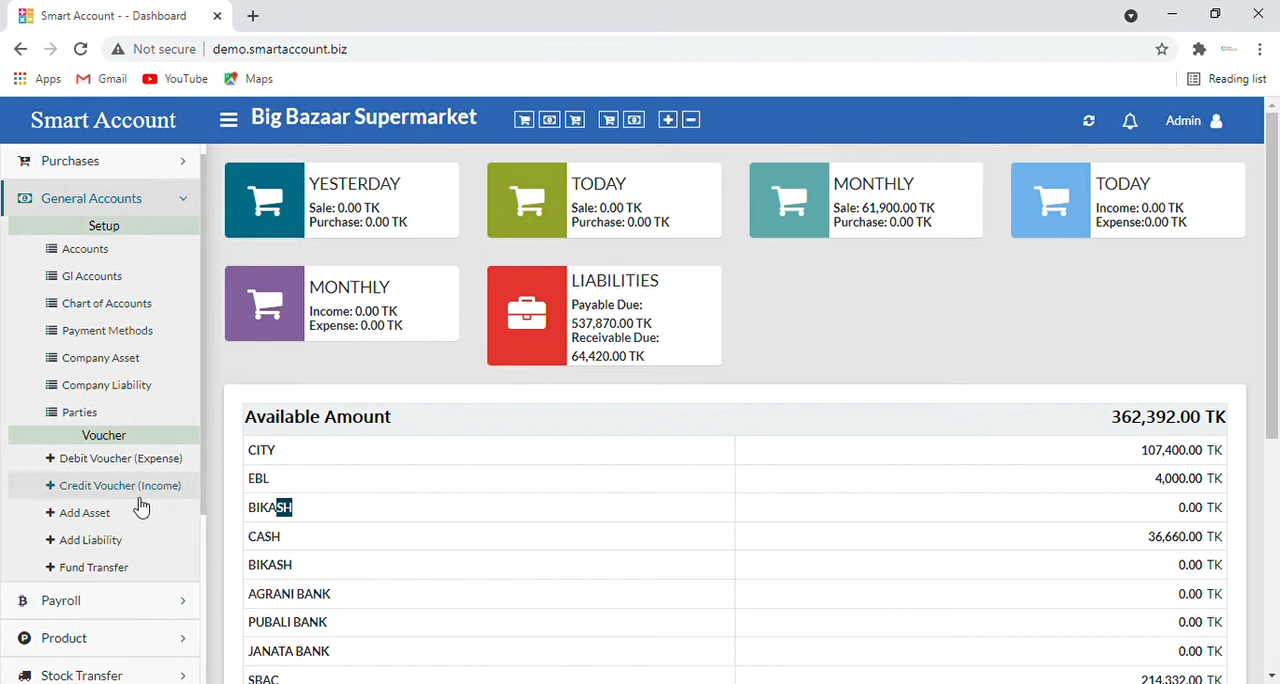 Smart Account - - Dashboard
Not secure
demo.smartaccount.biz
Apps
Gmail
YouTube
Maps
Reading list
Smart Account
Big Bazaar Supermarket
Admin
Purchases
General Accounts
Setup
Accounts
Gl Accounts
Chart of Accounts
Payment Methods
Company Asset
Company Liability
Parties
Voucher
Debit Voucher (Expense)
Credit Voucher (Income)
Add Asset
Add Liability
Fund Transfer
Payroll
Product
Stock Transfer
YESTERDAY
Sale: 0.00 TK
Purchase: 0.00 TK
TODAY
Sale: 0.00 TK
Purchase: 0.00 TK
MONTHLY
Sale: 61,900.00 TK
Purchase: 0.00 TK
TODAY
Income: 0.00 TK
Expense:0.00 TK
MONTHLY
Income: 0.00 TK
Expense: 0.00 TK
LIABILITIES
Payable Due:
537,870.00 TK
Receivable Due:
64,420.00 TK
Available Amount 362,392.00 TK
CITY 107,400.00 TK
EBL 4,000.00 TK
BIKASH 0.00 TK
CASH 36,660.00 TK
BIKASH 0.00 TK
AGRANI BANK 0.00 TK
PUBALI BANK 0.00 TK
JANATA BANK 0.00 TK
SBAC 214,332.00 TK